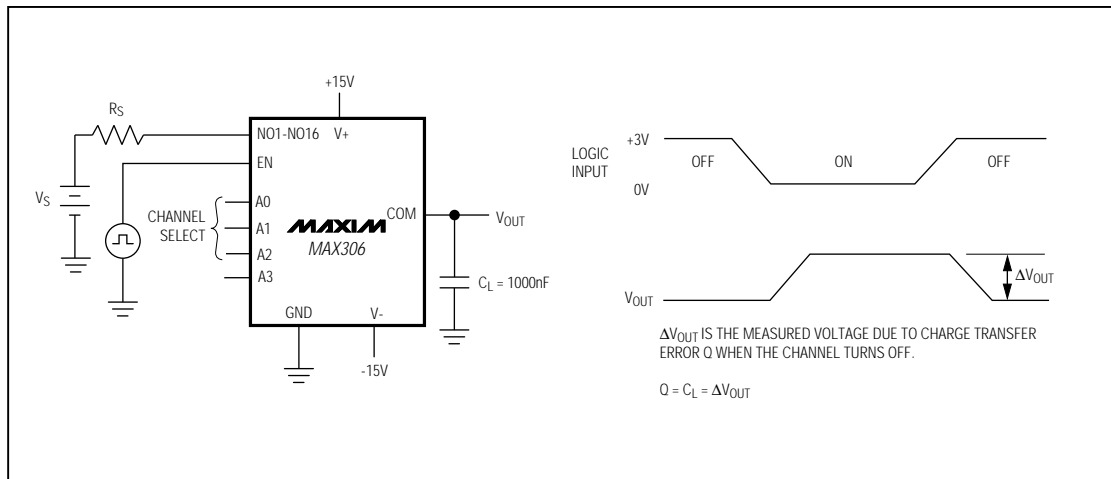 +15V
RS
NO1-NO16
V+
EN
VS
CHANNEL
SELECT
A0
A1
A2
A3
MAXIM
MAX306
COM
VOUT
CL = 1000nF
GND
V-
-15V
LOGIC
INPUT
+3V
0V
OFF
ON
OFF
VOUT
ΔVOUT
ΔVOUT IS THE MEASURED VOLTAGE DUE TO CHARGE TRANSFER
ERROR Q WHEN THE CHANNEL TURNS OFF.
Q = CL = ΔVOUT